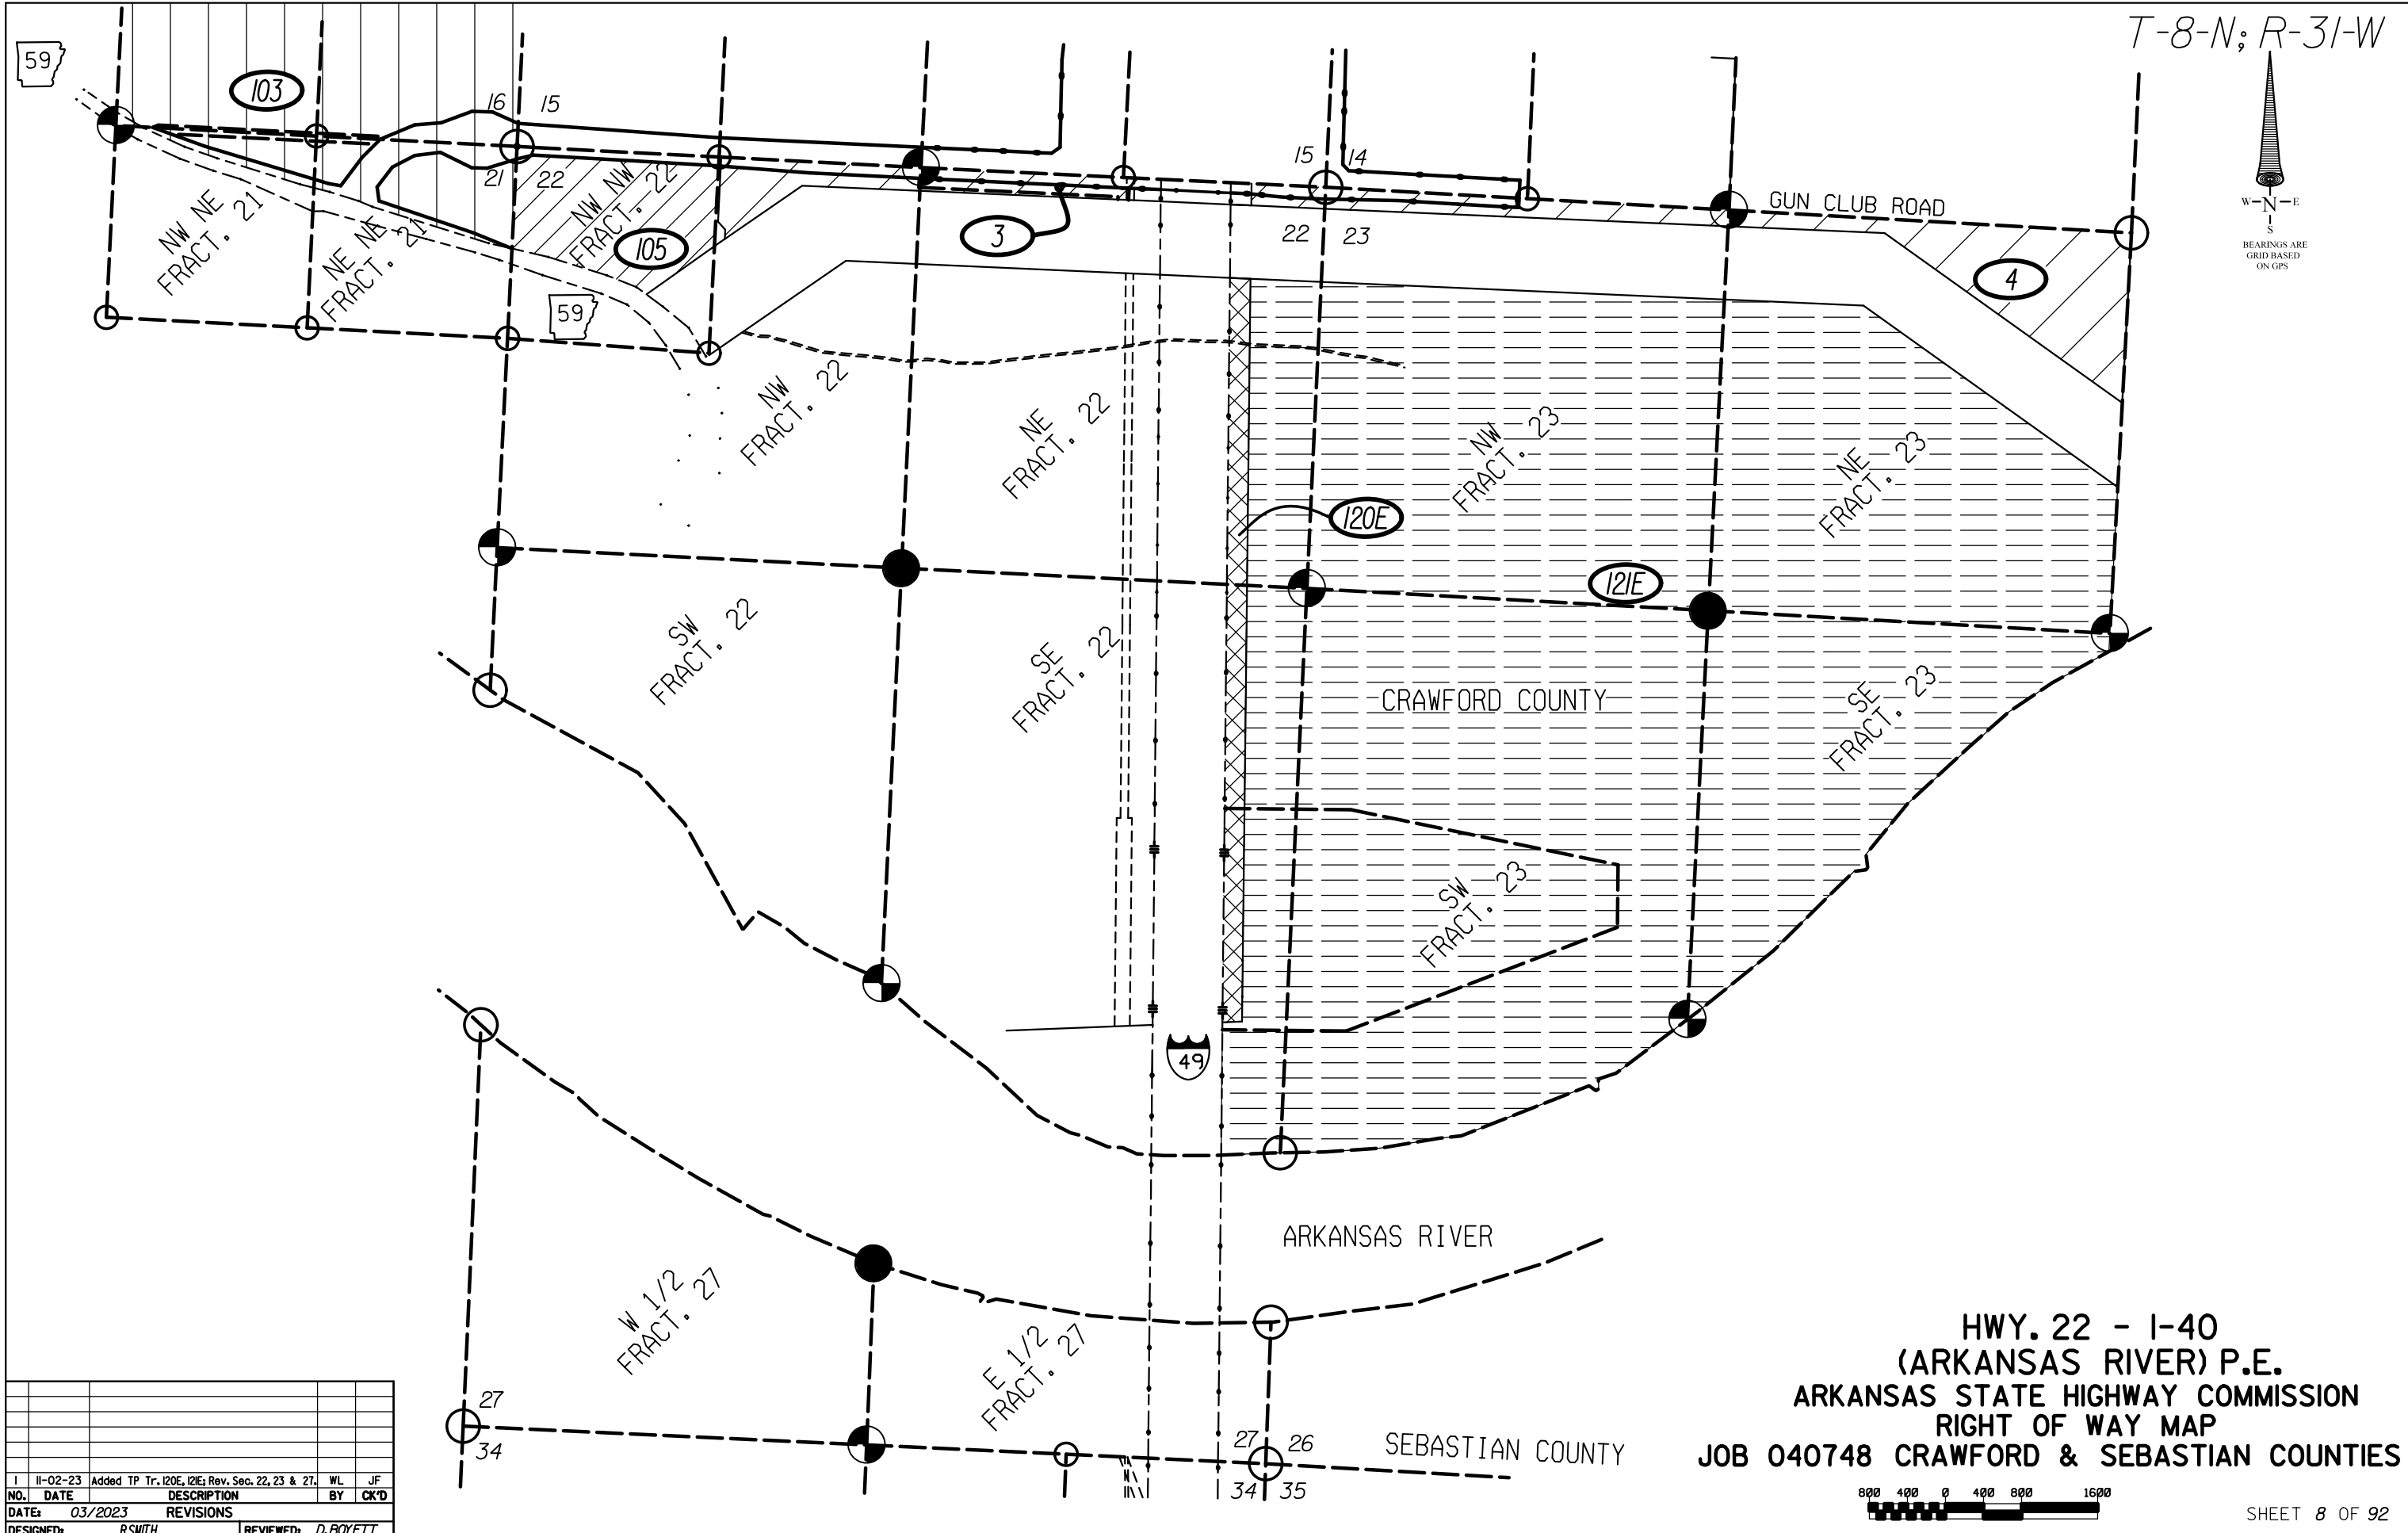 T-8-N; R-31-W
59
103
16 15
21 22
15 14
22 23
GUN CLUB ROAD
W N E
S
BEARINGS ARE
GRID BASED
ON GPS
NW NE
FRACT. 21
NE NE
FRACT. 21
NW NW
FRACT. 22
105
3
4
59
NW
FRACT. 22
NE
FRACT. 22
NW
FRACT. 23
NE
FRACT. 23
120E
121E
SW
FRACT. 22
SE
FRACT. 22
CRAWFORD COUNTY
SE
FRACT. 23
SW
FRACT. 23
49
ARKANSAS RIVER
W 1/2
FRACT. 27
E 1/2
FRACT. 27
27
34
27 26
34 35
SEBASTIAN COUNTY
HWY. 22 - I-40
(ARKANSAS RIVER) P.E.
ARKANSAS STATE HIGHWAY COMMISSION
RIGHT OF WAY MAP
JOB 040748 CRAWFORD & SEBASTIAN COUNTIES
800 400 0 400 800 1600
SHEET 8 OF 92
1 11-02-23 Added TP Tr. 120E, 121E; Rev. Sec. 22, 23 & 27. WL JF
NO. DATE DESCRIPTION BY CK'D
DATE: 03/2023 REVISIONS
DESIGNED: RSMITH REVIEWED: D. BOYETT